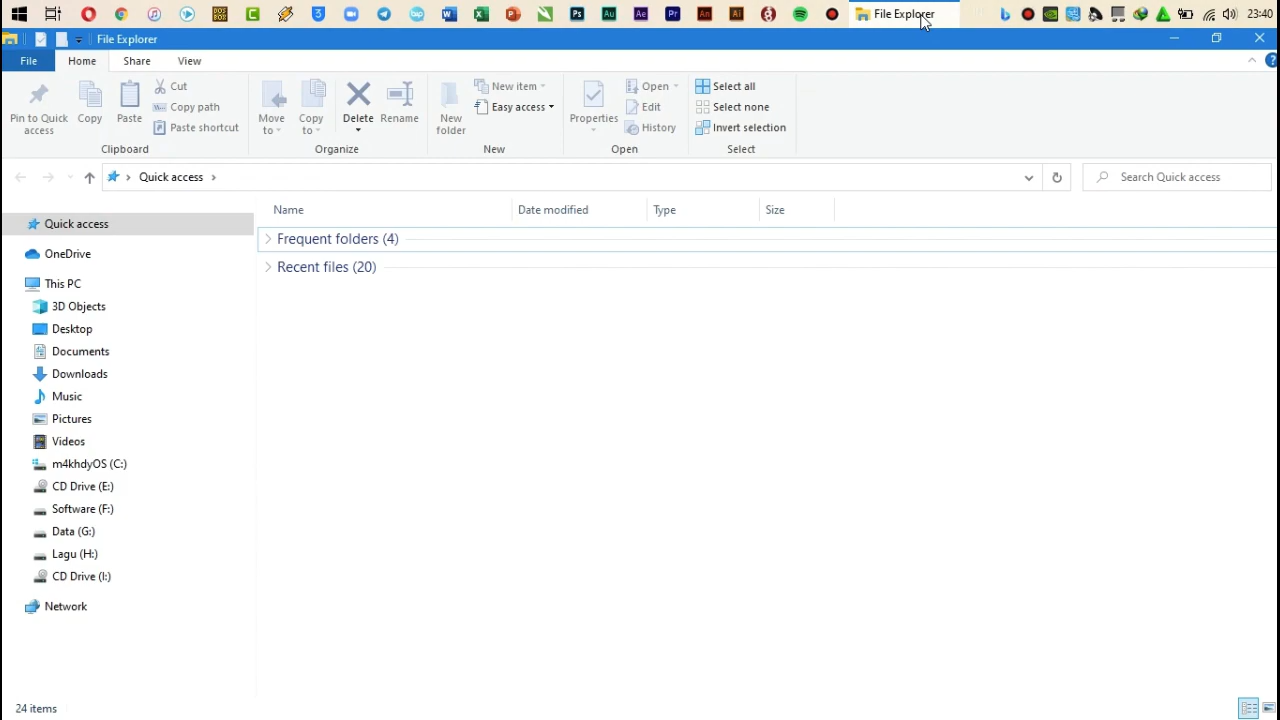 File Explorer
23:40
File Explorer
File
Home
Share
View
Pin to Quick
access
Copy
Paste
Cut
Copy path
Paste shortcut
Clipboard
Move
to
Copy
to
Delete
Rename
Organize
New
folder
New item
Easy access
New
Properties
Open
Edit
History
Open
Select all
Select none
Invert selection
Select
Quick access
Search Quick access
Name
Date modified
Type
Size
Quick access
OneDrive
This PC
3D Objects
Desktop
Documents
Downloads
Music
Pictures
Videos
m4khdyOS (C:)
CD Drive (E:)
Software (F:)
Data (G:)
Lagu (H:)
CD Drive (I:)
Network
Frequent folders (4)
Recent files (20)
24 items